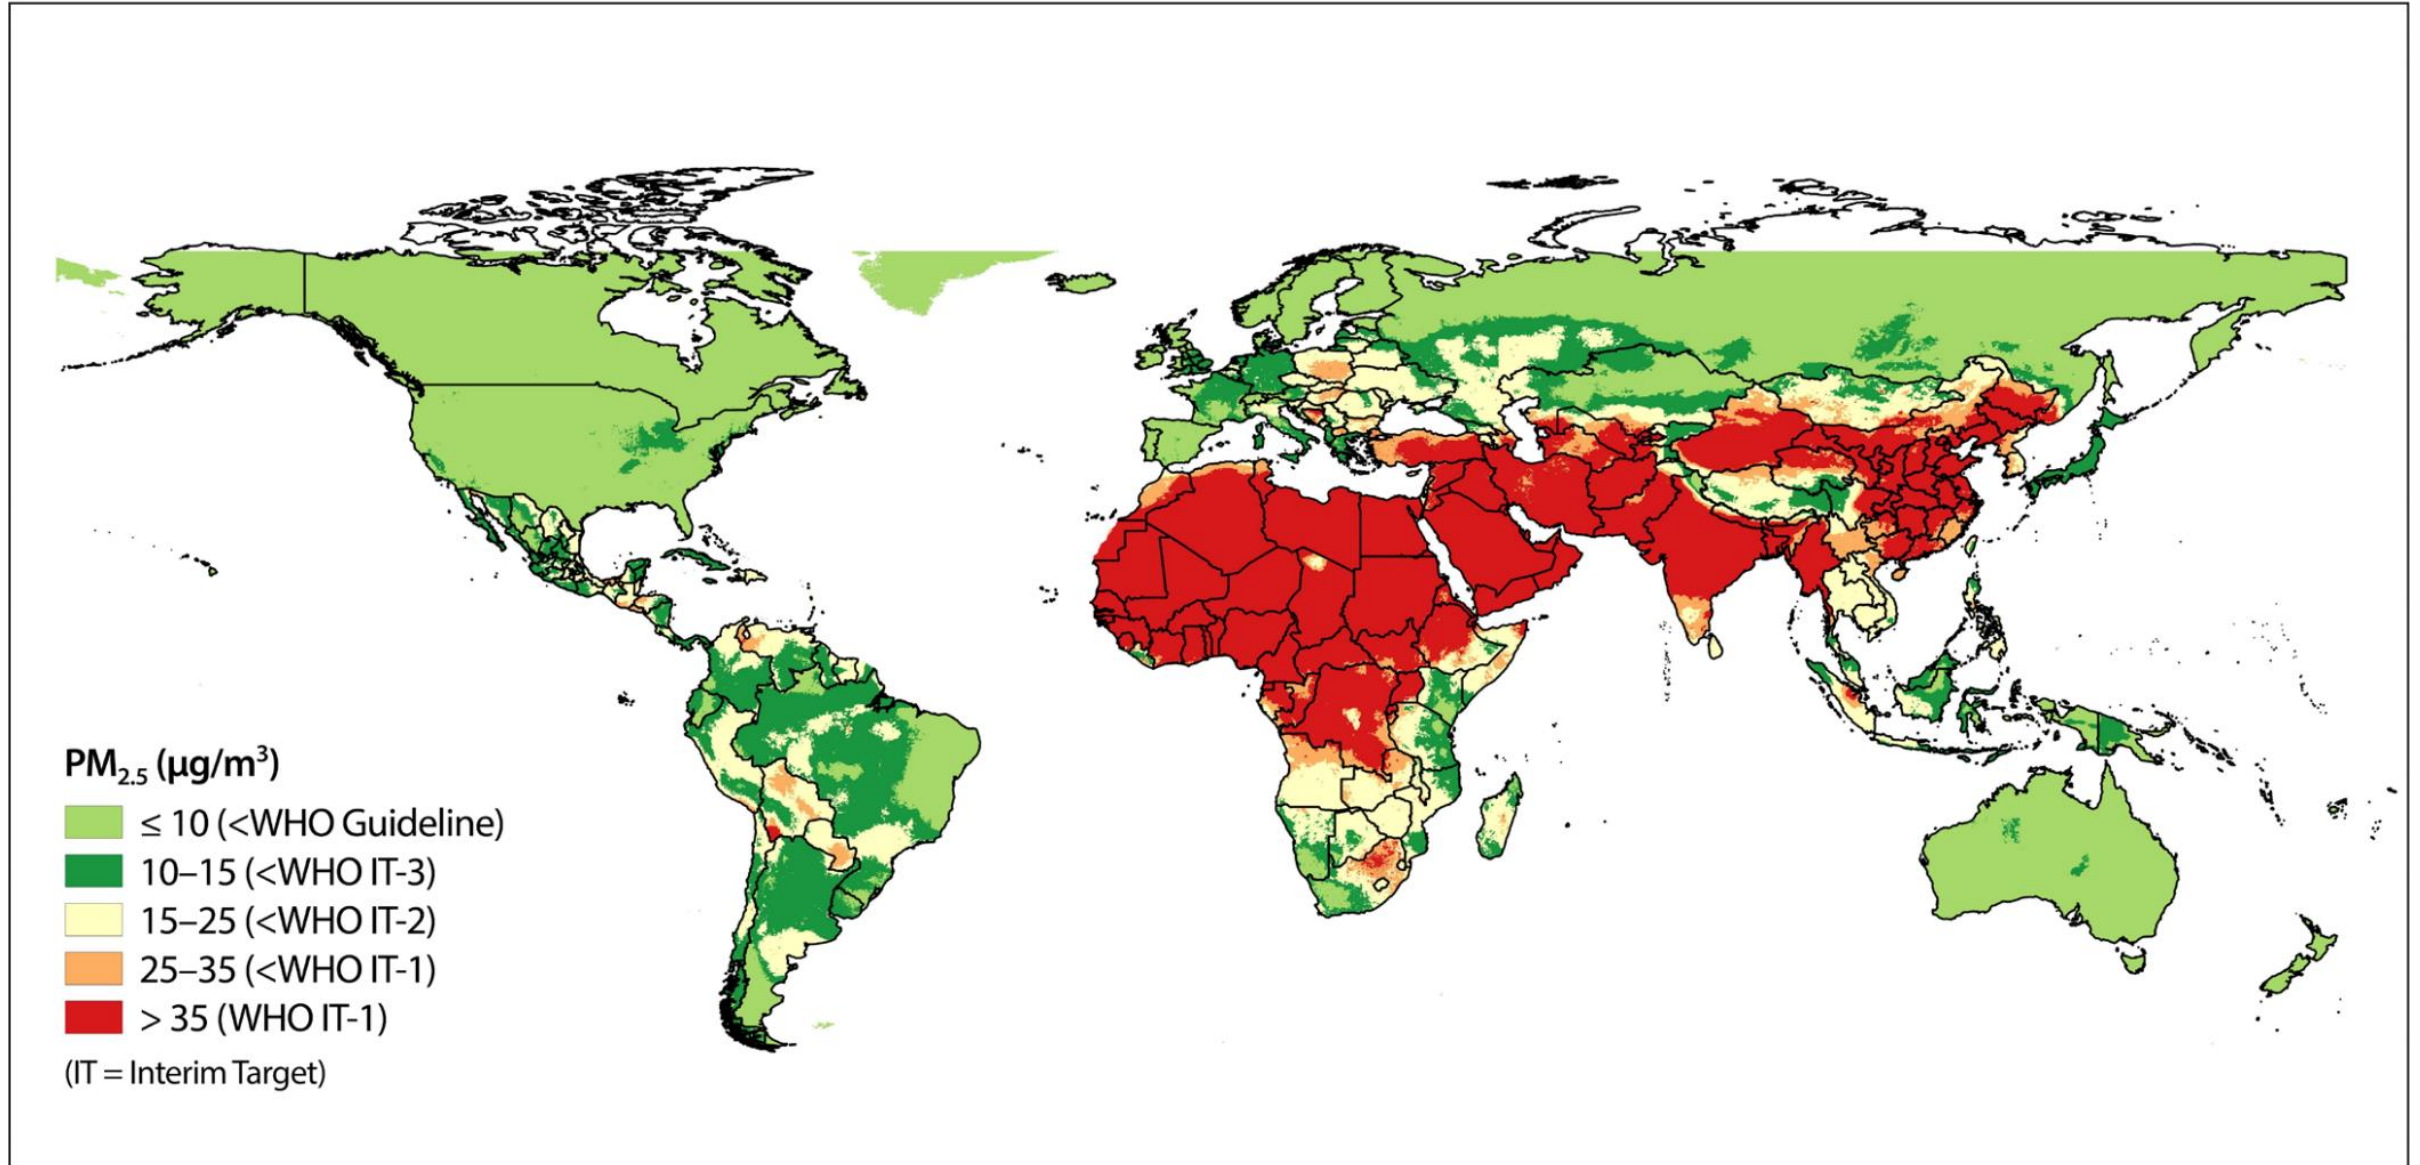 PM2.5 (µg/m³)
≤ 10 (<WHO Guideline)
10–15 (<WHO IT-3)
15–25 (<WHO IT-2)
25–35 (<WHO IT-1)
> 35 (WHO IT-1)
(IT = Interim Target)